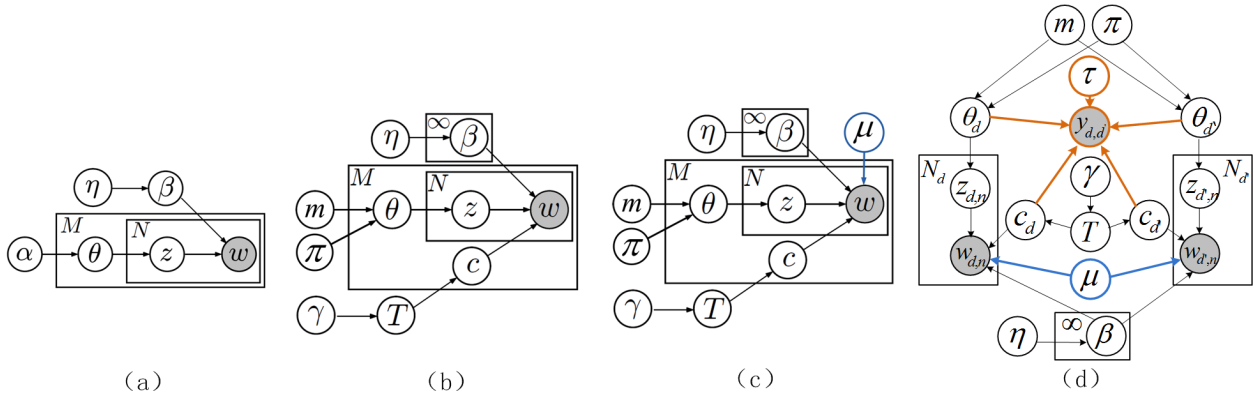 η β
M N
α θ z w
(a)
η ∞ β
M N
m θ z w
π
c
γ T
(b)
η ∞ β μ
M N
m θ z w
π
c
γ T
(c)
m π
τ
θ_d y_{d,d'} θ_{d'}
N_d γ N_{d'}
z_{d,n} z_{d',n}
c_d T c_{d'}
w_{d,n} μ w_{d',n}
η ∞ β
(d)